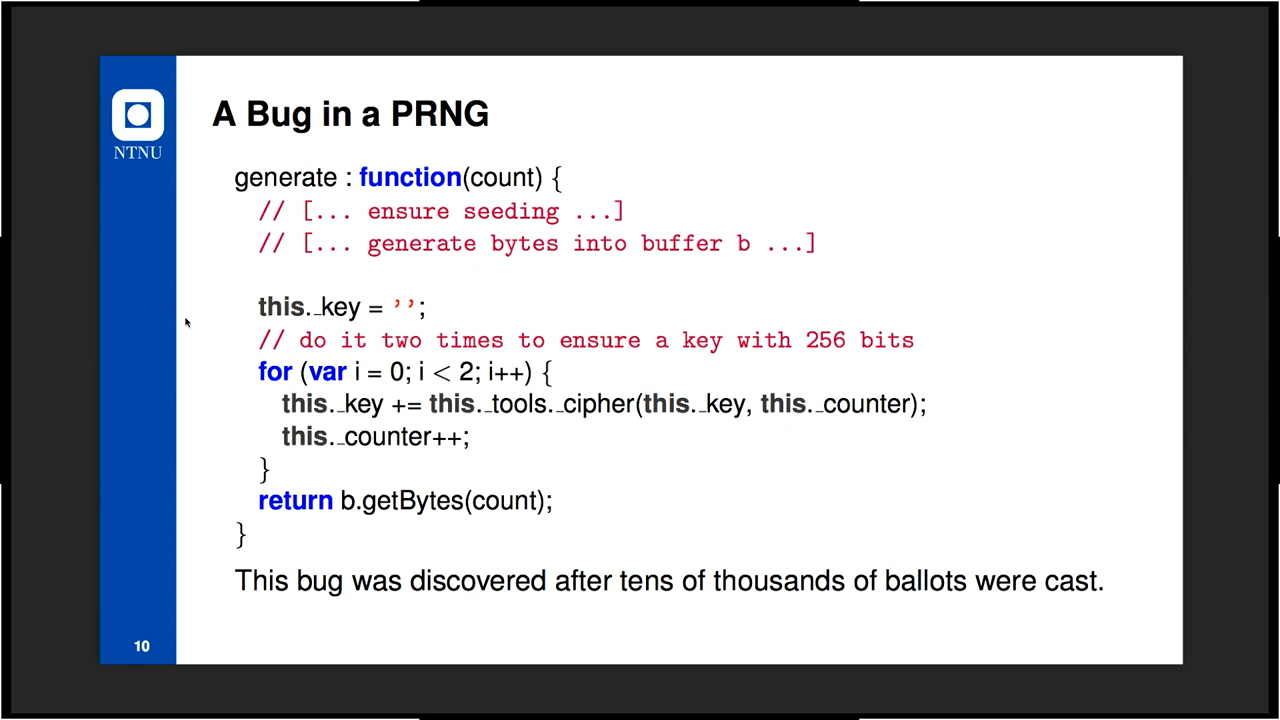 A Bug in a PRNG
NTNU
generate : function(count) {
// [... ensure seeding ...]
// [... generate bytes into buffer b ...]
this._key = '';
// do it two times to ensure a key with 256 bits
for (var i = 0; i < 2; i++) {
this._key += this._tools._cipher(this._key, this._counter);
this._counter++;
}
return b.getBytes(count);
}
This bug was discovered after tens of thousands of ballots were cast.
10